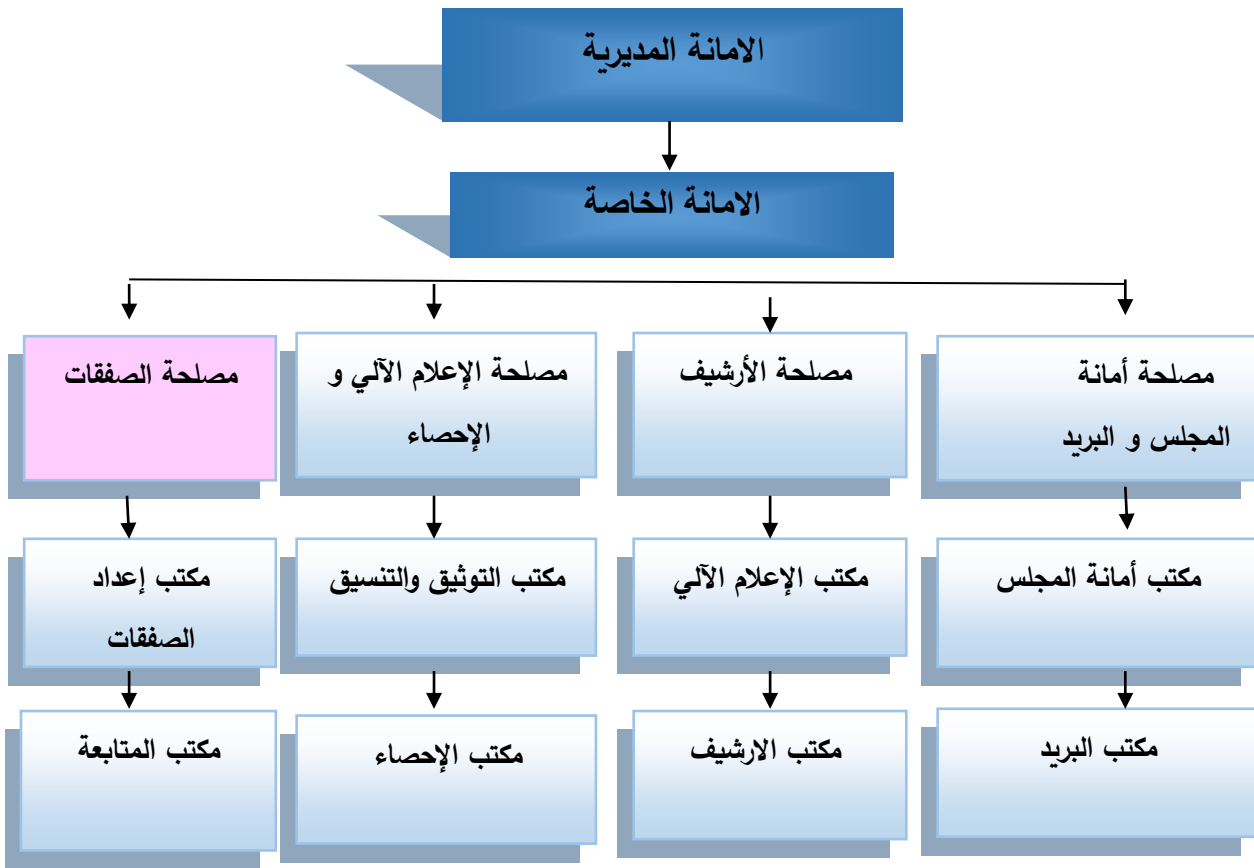 الامانة المديرية
الامانة الخاصة
مصلحة أمانة
المجلس و البريد
مصلحة الأرشيف
مصلحة الإعلام الآلي و
الإحصاء
مصلحة الصفقات
مكتب أمانة المجلس
مكتب الإعلام الآلي
مكتب التوثيق والتنسيق
مكتب إعداد
الصفقات
مكتب البريد
مكتب الارشيف
مكتب الإحصاء
مكتب المتابعة